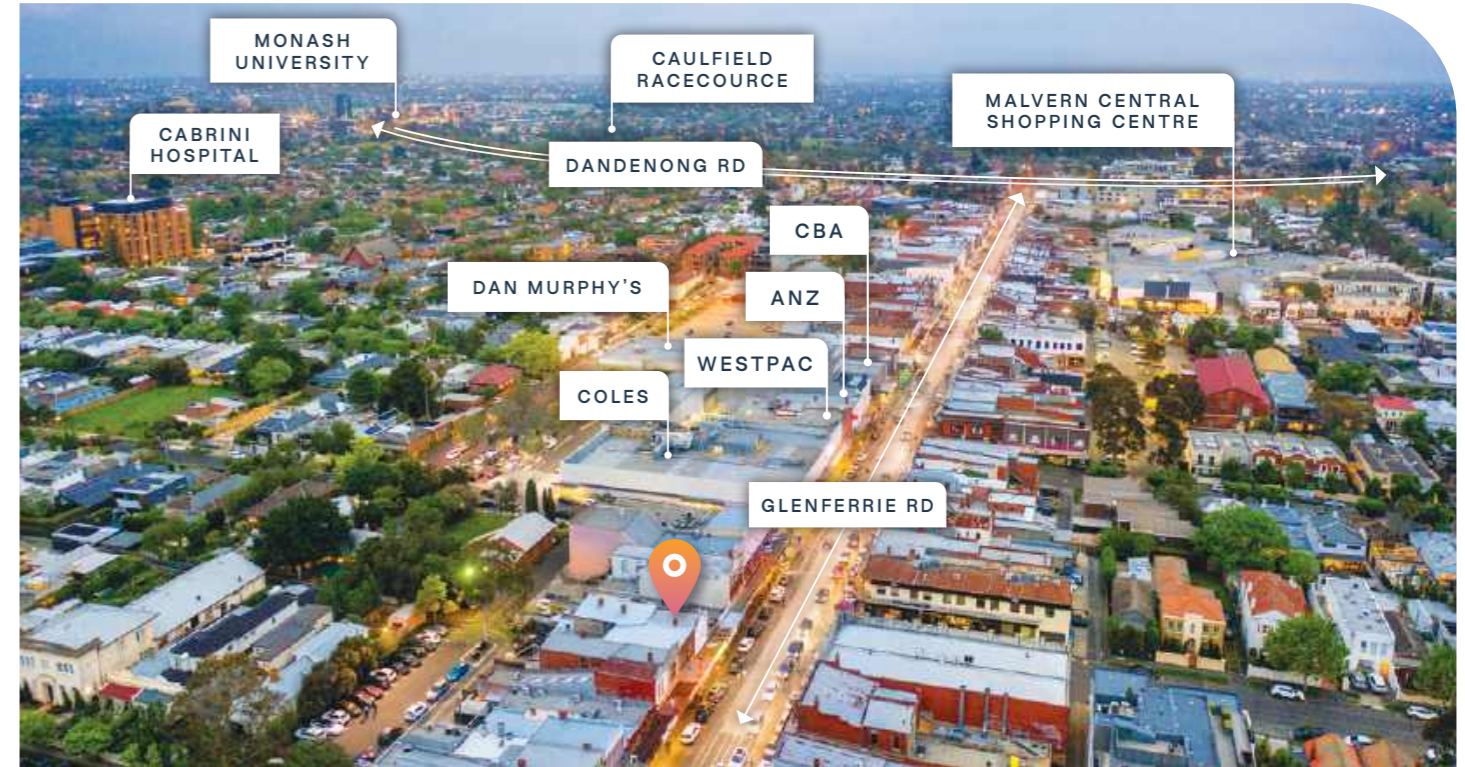 MONASH
UNIVERSITY
CAULFIELD
RACECOURCE
MALVERN CENTRAL
SHOPPING CENTRE
CABRINI
HOSPITAL
DANDENONG RD
CBA
DAN MURPHY'S
ANZ
WESTPAC
COLES
GLENFERRIE RD